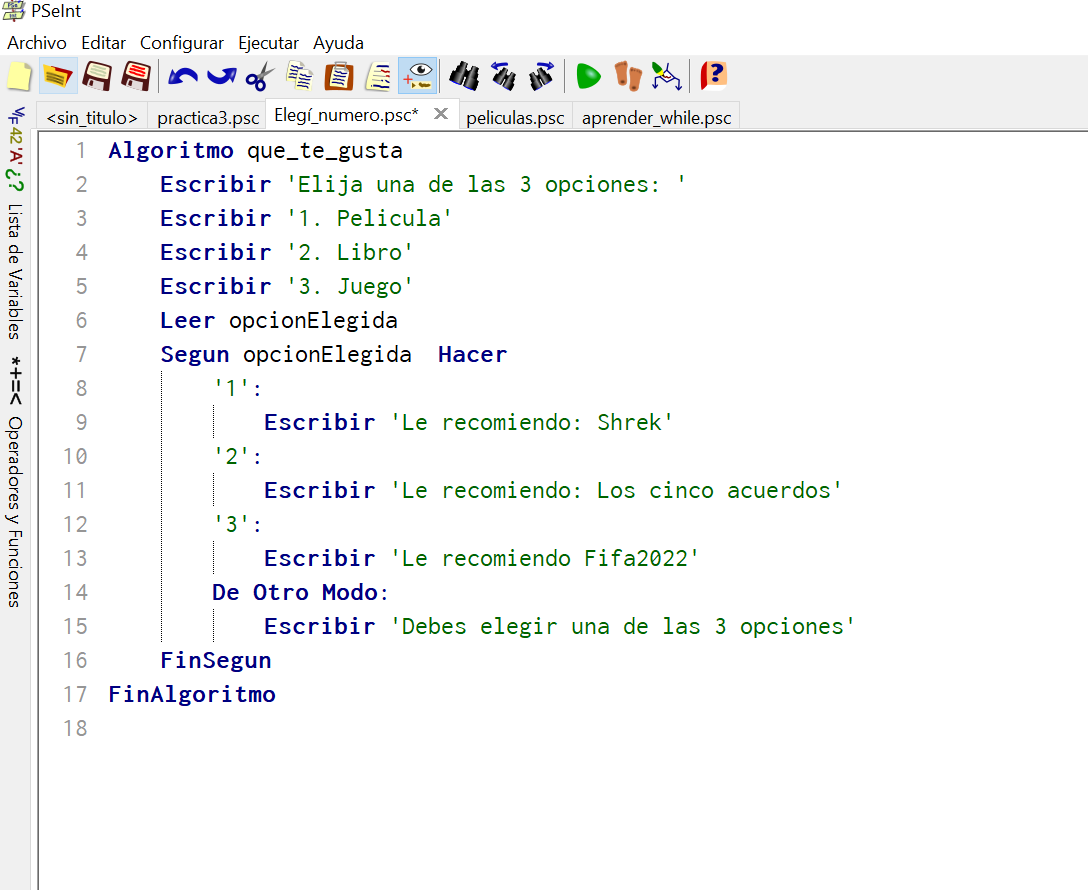 PSeInt
Archivo Editar Configurar Ejecutar Ayuda
<sin_titulo> practica3.psc Elegí_numero.psc* peliculas.psc aprender_while.psc
42 'A' ¿? Lista de Variables
*+=< Operadores y Funciones
1 Algoritmo que_te_gusta
2 Escribir 'Elija una de las 3 opciones: '
3 Escribir '1. Pelicula'
4 Escribir '2. Libro'
5 Escribir '3. Juego'
6 Leer opcionElegida
7 Segun opcionElegida  Hacer
8 '1':
9 Escribir 'Le recomiendo: Shrek'
10 '2':
11 Escribir 'Le recomiendo: Los cinco acuerdos'
12 '3':
13 Escribir 'Le recomiendo Fifa2022'
14 De Otro Modo:
15 Escribir 'Debes elegir una de las 3 opciones'
16 FinSegun
17 FinAlgoritmo
18